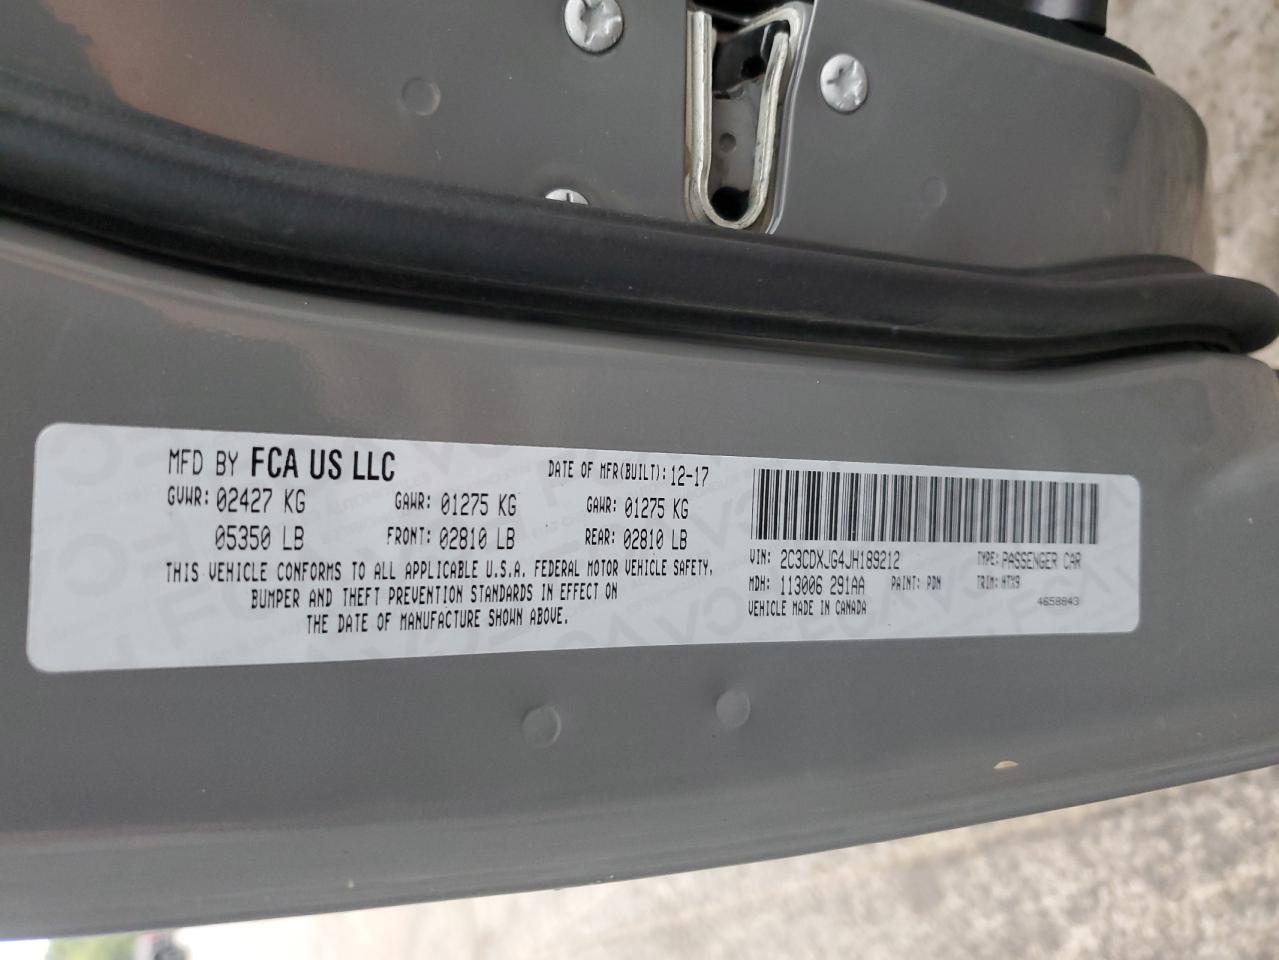 MFD BY FCA US LLC DATE OF MFR(BUILT): 12-17
GVWR: 02427 KG GAWR: 01275 KG GAWR: 01275 KG
05350 LB FRONT: 02810 LB REAR: 02810 LB
THIS VEHICLE CONFORMS TO ALL APPLICABLE U.S.A. FEDERAL MOTOR VEHICLE SAFETY,
BUMPER AND THEFT PREVENTION STANDARDS IN EFFECT ON
THE DATE OF MANUFACTURE SHOWN ABOVE.
VIN: 2C3CDXJG4JH189212 TYPE: PASSENGER CAR
MDH: 113006 291AA PAINT: PDN TRIM: HTX9
VEHICLE MADE IN CANADA 4658843